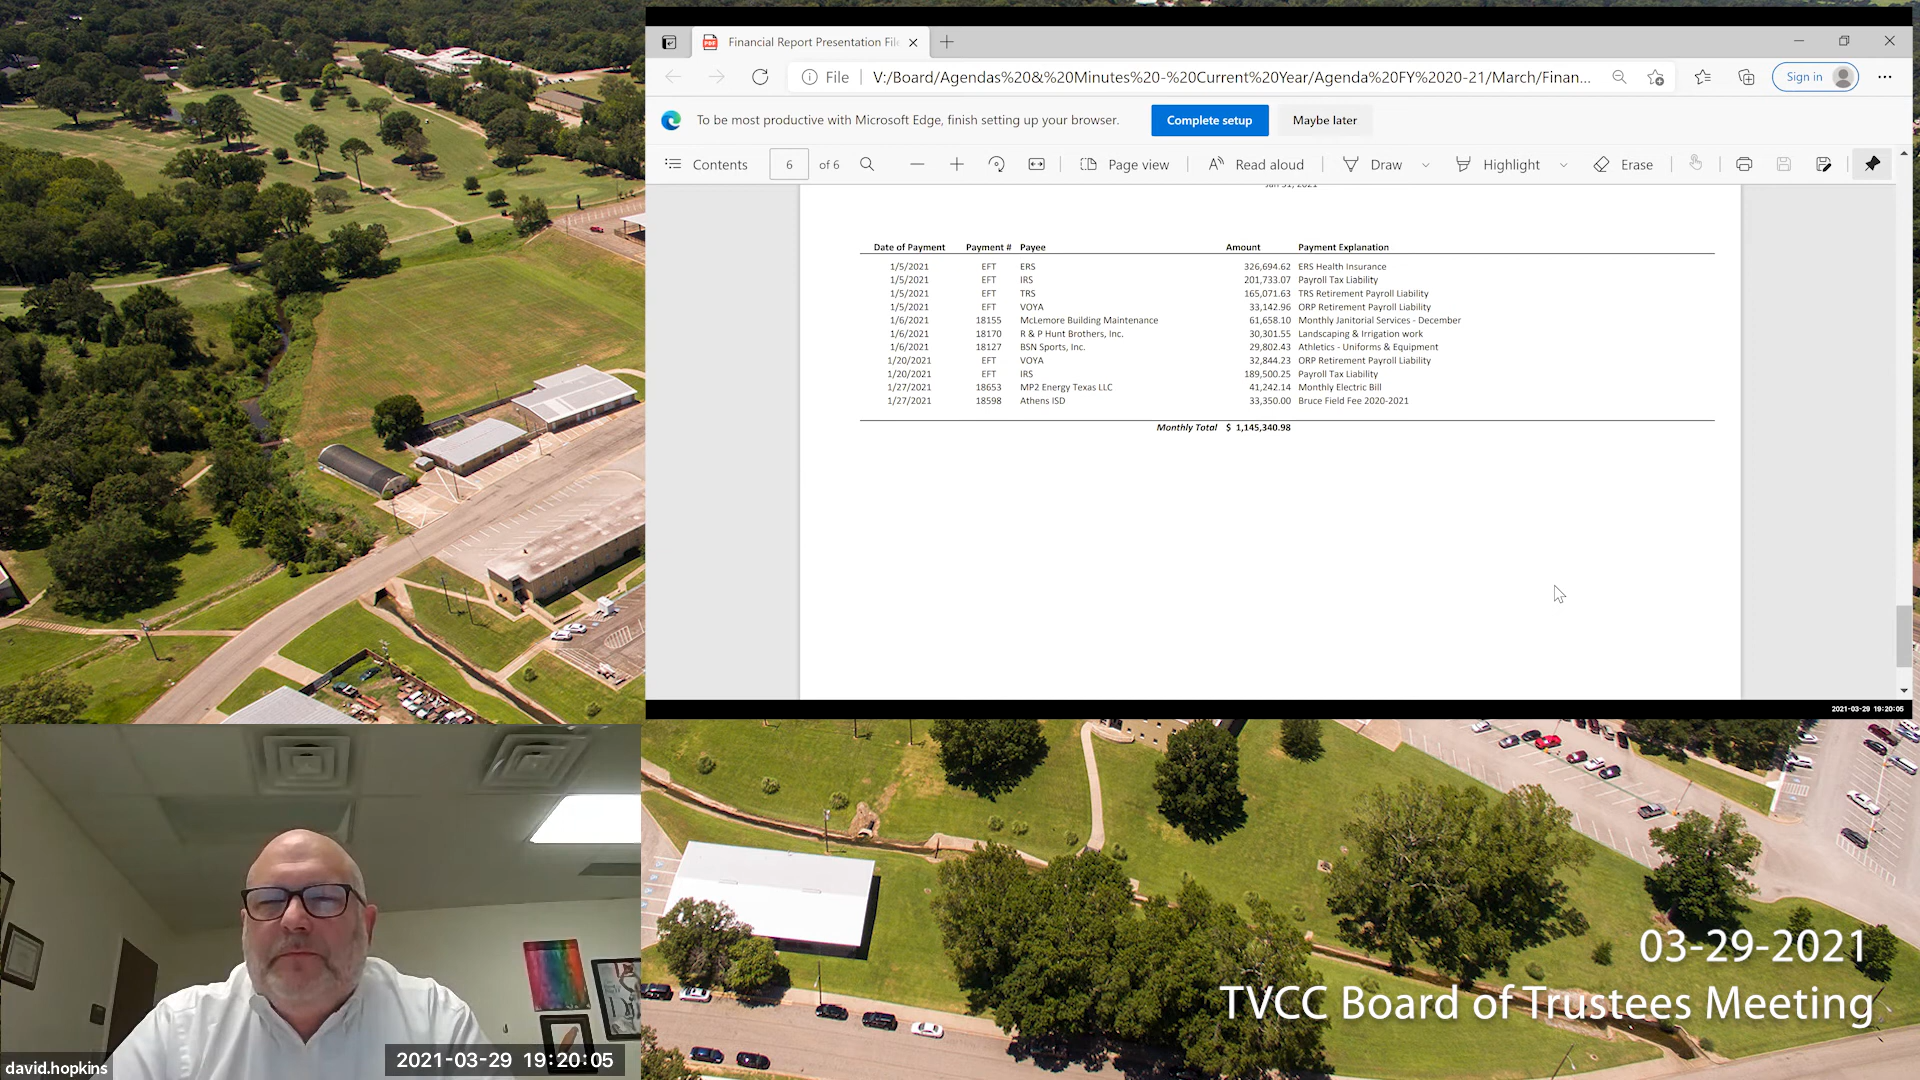 Financial Report Presentation Fil
File
V:/Board/Agendas%20&%20Minutes%20-%20Current%20Year/Agenda%20FY%2020-21/March/Finan...
Sign in
To be most productive with Microsoft Edge, finish setting up your browser.
Complete setup
Maybe later
Contents 6 of 6 Page view Read aloud Draw Highlight Erase
Jan 31, 2021
Date of Payment Payment # Payee Amount Payment Explanation
1/5/2021 EFT ERS 326,694.62 ERS Health Insurance
1/5/2021 EFT IRS 201,733.07 Payroll Tax Liability
1/5/2021 EFT TRS 165,071.63 TRS Retirement Payroll Liability
1/5/2021 EFT VOYA 33,142.96 ORP Retirement Payroll Liability
1/6/2021 18155 McLemore Building Maintenance 61,658.10 Monthly Janitorial Services - December
1/6/2021 18170 R & P Hunt Brothers, Inc. 30,301.55 Landscaping & Irrigation work
1/6/2021 18127 BSN Sports, Inc. 29,802.43 Athletics - Uniforms & Equipment
1/20/2021 EFT VOYA 32,844.23 ORP Retirement Payroll Liability
1/20/2021 EFT IRS 189,500.25 Payroll Tax Liability
1/27/2021 18653 MP2 Energy Texas LLC 41,242.14 Monthly Electric Bill
1/27/2021 18598 Athens ISD 33,350.00 Bruce Field Fee 2020-2021
Monthly Total $ 1,145,340.98
2021-03-29 19:20:05
03-29-2021
TVCC Board of Trustees Meeting
2021-03-29 19:20:05
david.hopkins